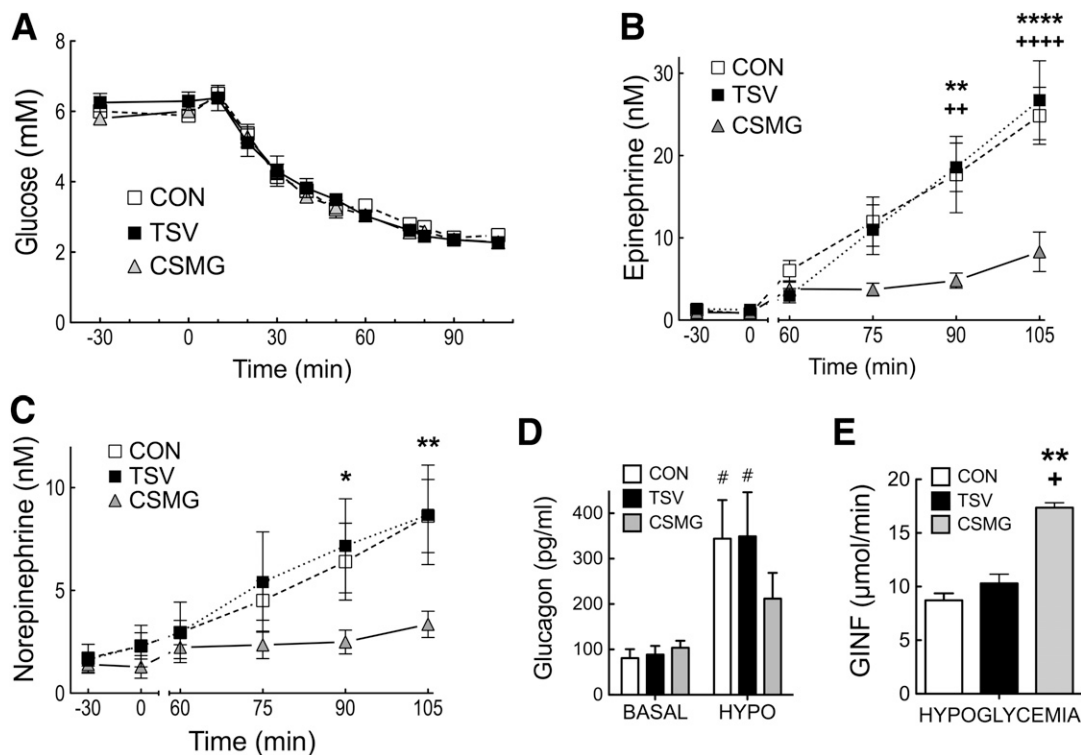 A
Glucose (mM)
8
6
4
2
0
CON
TSV
CSMG
-30 0 30 60 90
Time (min)
B
Epinephrine (nM)
30
20
10
0
CON
TSV
CSMG
**
++
****
++++
-30 0 60 75 90 105
Time (min)
C
Norepinephrine (nM)
10
5
0
CON
TSV
CSMG
*
**
-30 0 60 75 90 105
Time (min)
D
Glucagon (pg/ml)
400
300
200
100
0
CON
TSV
CSMG
# #
BASAL HYPO
E
GINF (μmol/min)
20
15
10
5
0
CON
TSV
CSMG
**
+
HYPOGLYCEMIA